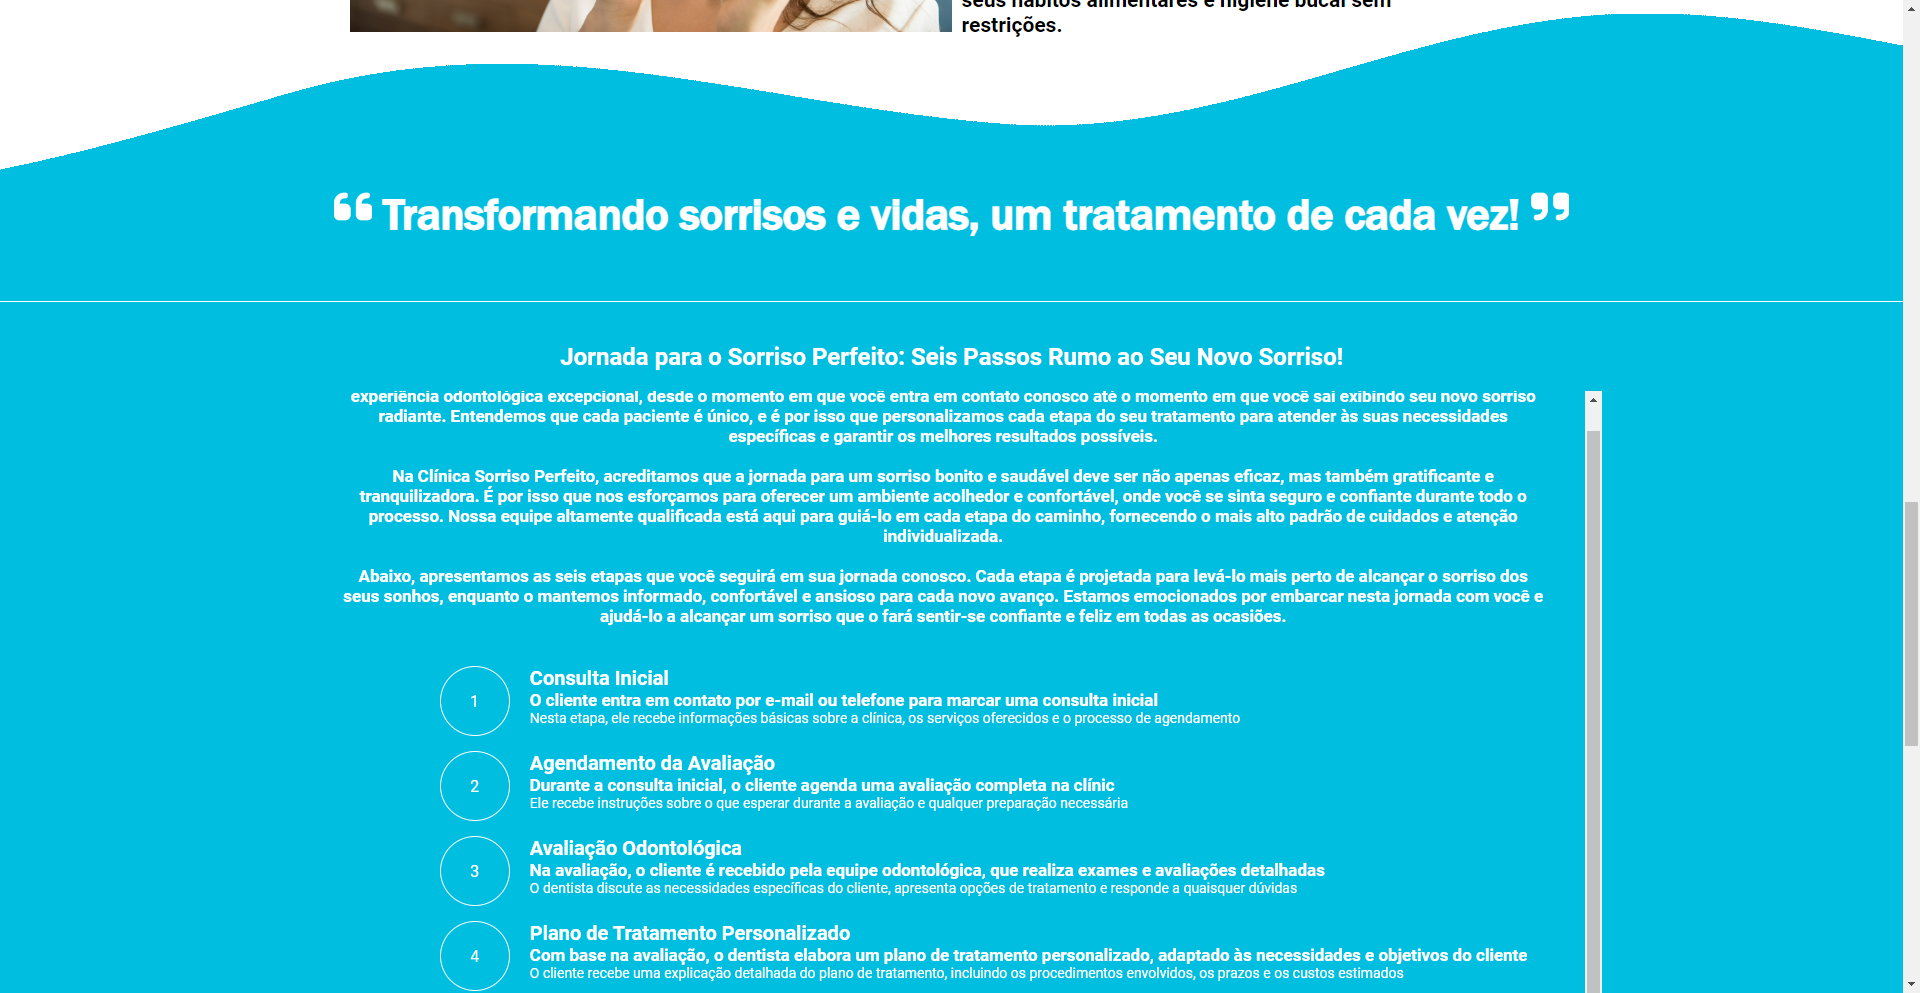 seus hábitos alimentares e higiene bucal sem
restrições.
“ Transformando sorrisos e vidas, um tratamento de cada vez! ”
Jornada para o Sorriso Perfeito: Seis Passos Rumo ao Seu Novo Sorriso!
experiência odontológica excepcional, desde o momento em que você entra em contato conosco até o momento em que você sai exibindo seu novo sorriso
radiante. Entendemos que cada paciente é único, e é por isso que personalizamos cada etapa do seu tratamento para atender às suas necessidades
específicas e garantir os melhores resultados possíveis.
Na Clínica Sorriso Perfeito, acreditamos que a jornada para um sorriso bonito e saudável deve ser não apenas eficaz, mas também gratificante e
tranquilizadora. É por isso que nos esforçamos para oferecer um ambiente acolhedor e confortável, onde você se sinta seguro e confiante durante todo o
processo. Nossa equipe altamente qualificada está aqui para guiá-lo em cada etapa do caminho, fornecendo o mais alto padrão de cuidados e atenção
individualizada.
Abaixo, apresentamos as seis etapas que você seguirá em sua jornada conosco. Cada etapa é projetada para levá-lo mais perto de alcançar o sorriso dos
seus sonhos, enquanto o mantemos informado, confortável e ansioso para cada novo avanço. Estamos emocionados por embarcar nesta jornada com você e
ajudá-lo a alcançar um sorriso que o fará sentir-se confiante e feliz em todas as ocasiões.
1
Consulta Inicial
O cliente entra em contato por e-mail ou telefone para marcar uma consulta inicial
Nesta etapa, ele recebe informações básicas sobre a clínica, os serviços oferecidos e o processo de agendamento
2
Agendamento da Avaliação
Durante a consulta inicial, o cliente agenda uma avaliação completa na clínic
Ele recebe instruções sobre o que esperar durante a avaliação e qualquer preparação necessária
3
Avaliação Odontológica
Na avaliação, o cliente é recebido pela equipe odontológica, que realiza exames e avaliações detalhadas
O dentista discute as necessidades específicas do cliente, apresenta opções de tratamento e responde a quaisquer dúvidas
4
Plano de Tratamento Personalizado
Com base na avaliação, o dentista elabora um plano de tratamento personalizado, adaptado às necessidades e objetivos do cliente
O cliente recebe uma explicação detalhada do plano de tratamento, incluindo os procedimentos envolvidos, os prazos e os custos estimados